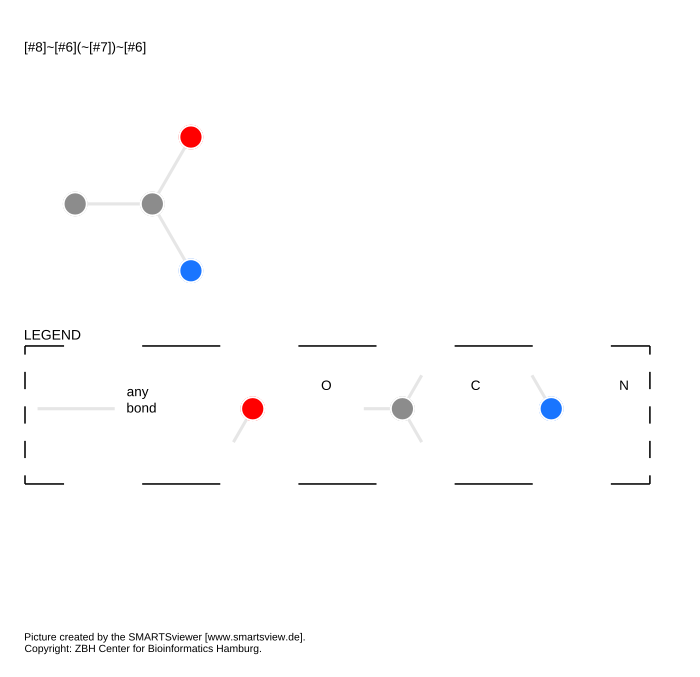 [#8]~[#6](~[#7])~[#6]
LEGEND
any
bond
O
C
N
Picture created by the SMARTSviewer [www.smartsview.de].
Copyright: ZBH Center for Bioinformatics Hamburg.